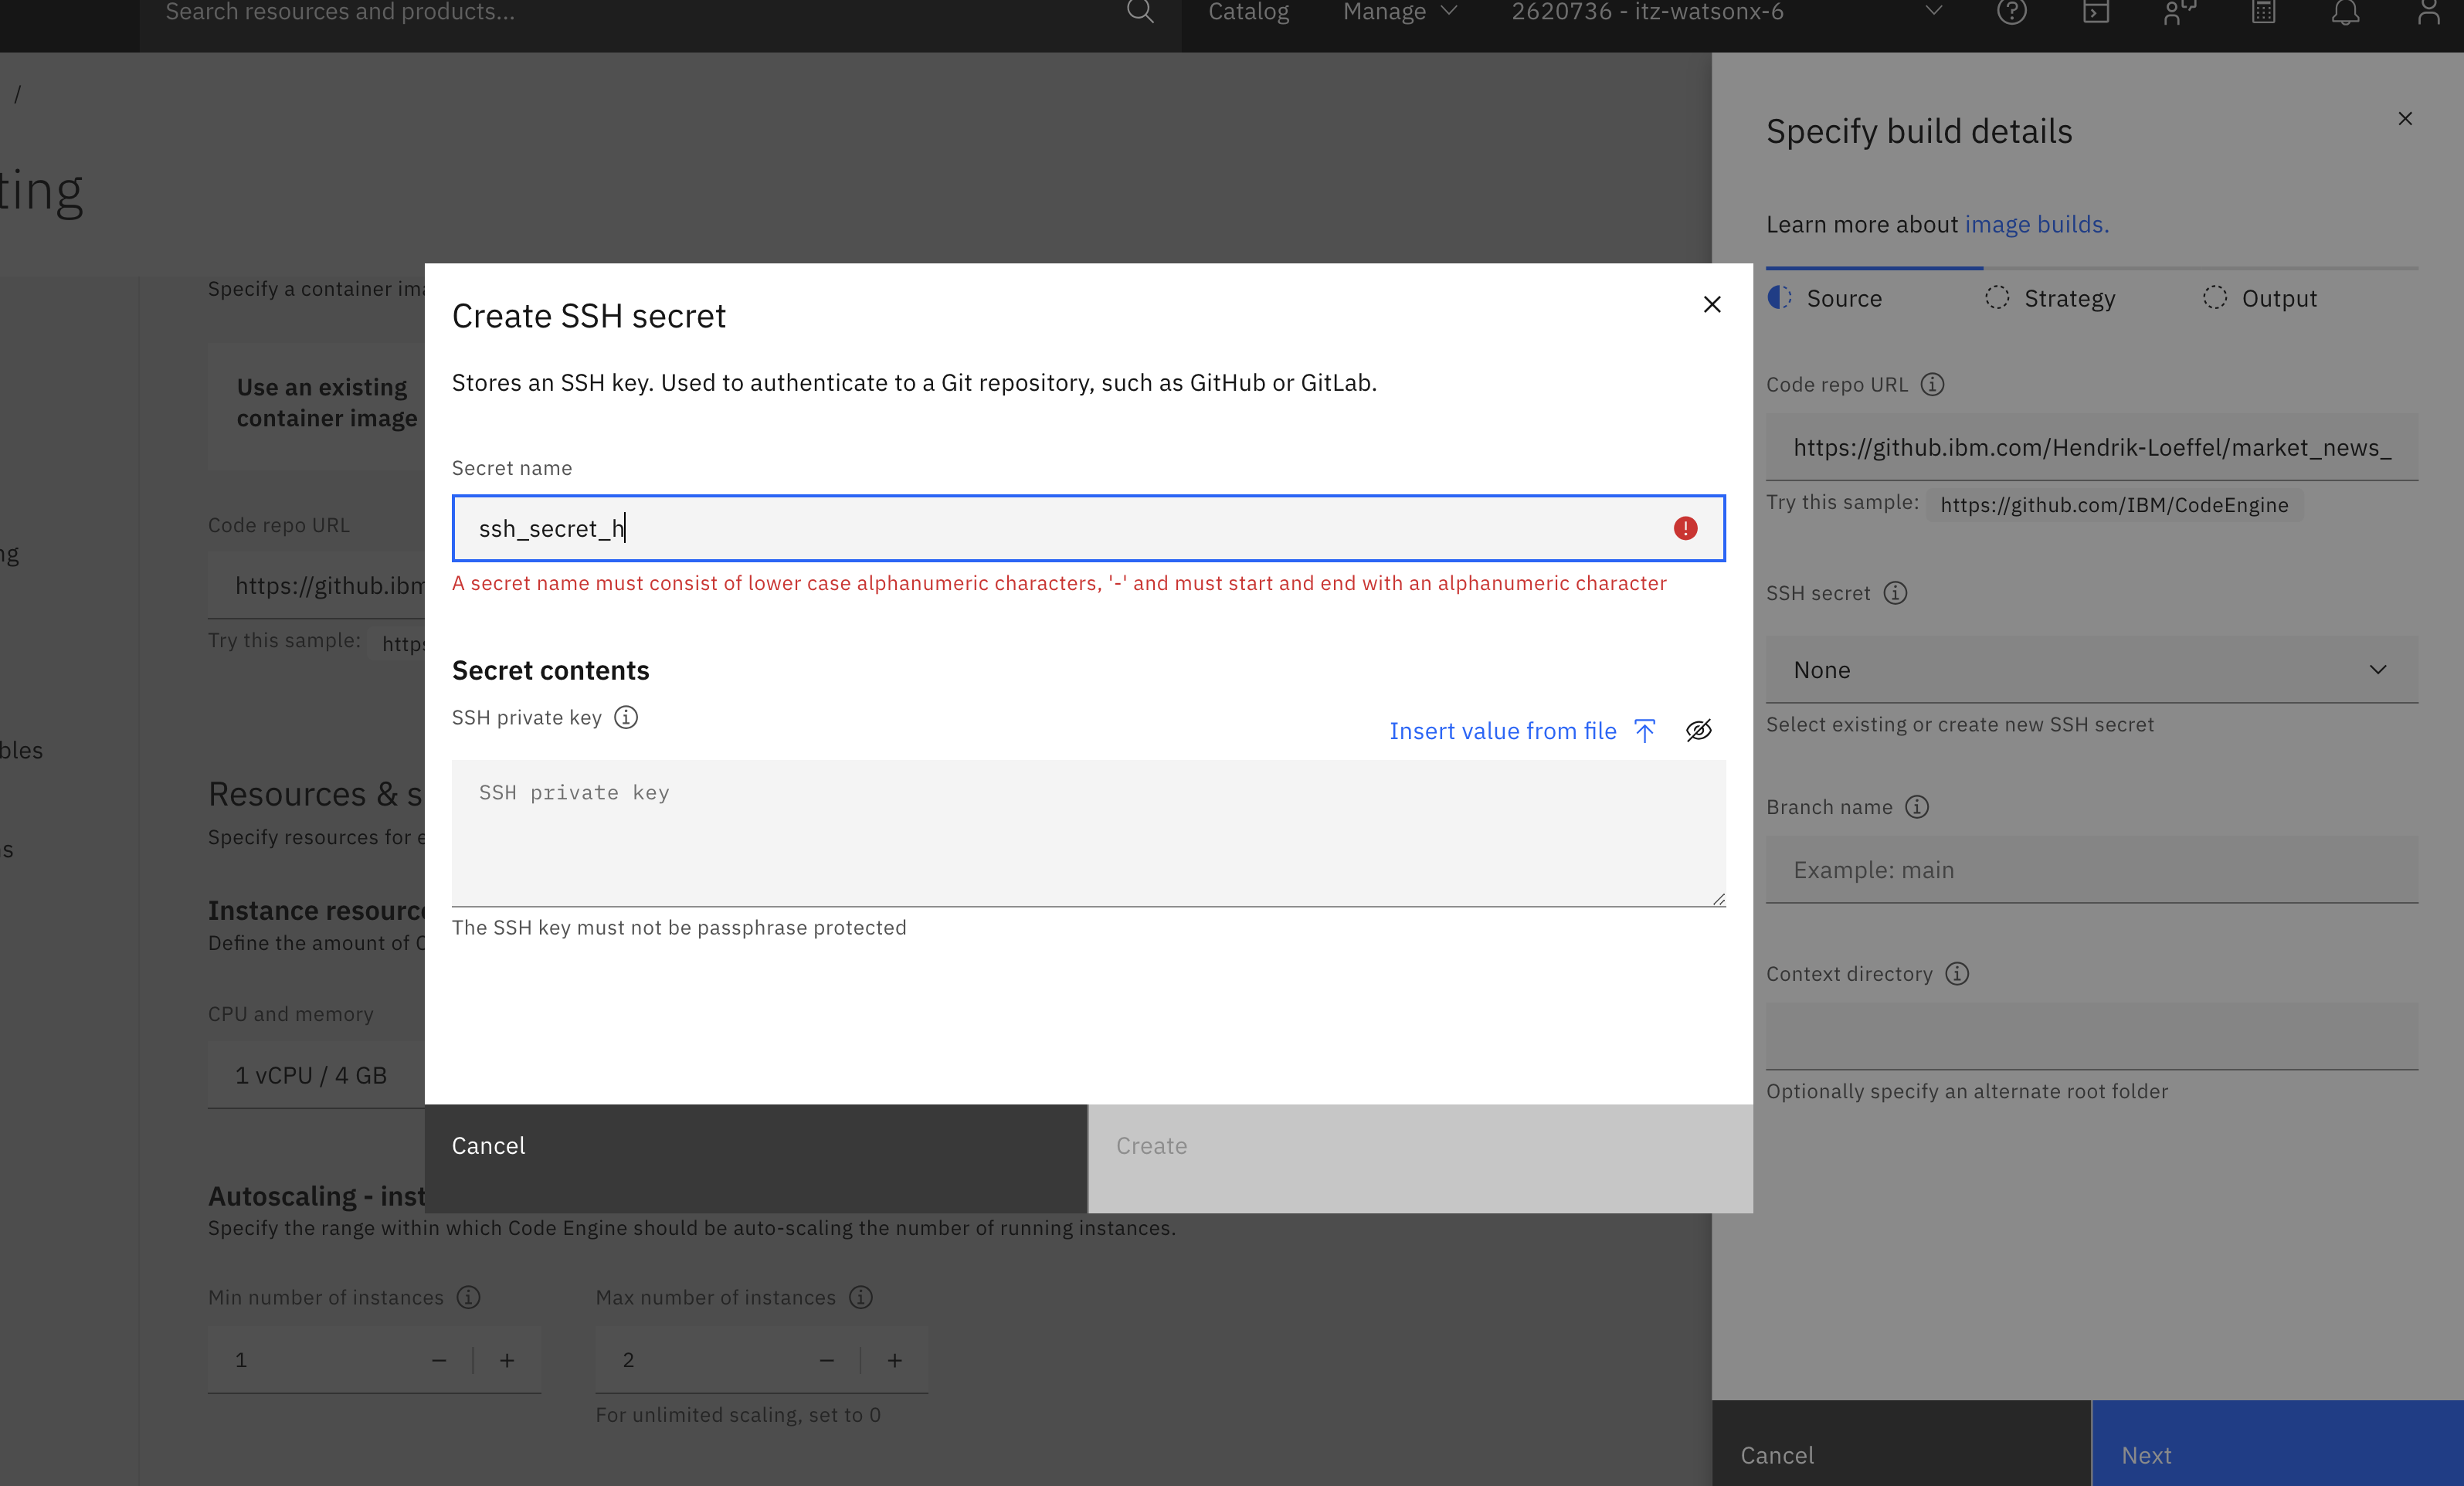 Search resources and products...
Catalog
Manage
2620736 - itz-watsonx-6
/
ting
Specify a container ima
Use an existing
container image
Code repo URL
https://github.ibm
Try this sample: https
ng
bles
Resources & s
Specify resources for e
s
Instance resourc
Define the amount of C
CPU and memory
1 vCPU / 4 GB
Autoscaling - inst
Specify the range within which Code Engine should be auto-scaling the number of running instances.
Min number of instances
Max number of instances
1
2
For unlimited scaling, set to 0
Create SSH secret
Stores an SSH key. Used to authenticate to a Git repository, such as GitHub or GitLab.
Secret name
ssh_secret_h
A secret name must consist of lower case alphanumeric characters, '-' and must start and end with an alphanumeric character
Secret contents
SSH private key
Insert value from file
SSH private key
The SSH key must not be passphrase protected
Cancel
Create
Specify build details
Learn more about image builds.
Source
Strategy
Output
Code repo URL
https://github.ibm.com/Hendrik-Loeffel/market_news_
Try this sample: https://github.com/IBM/CodeEngine
SSH secret
None
Select existing or create new SSH secret
Branch name
Example: main
Context directory
Optionally specify an alternate root folder
Cancel
Next